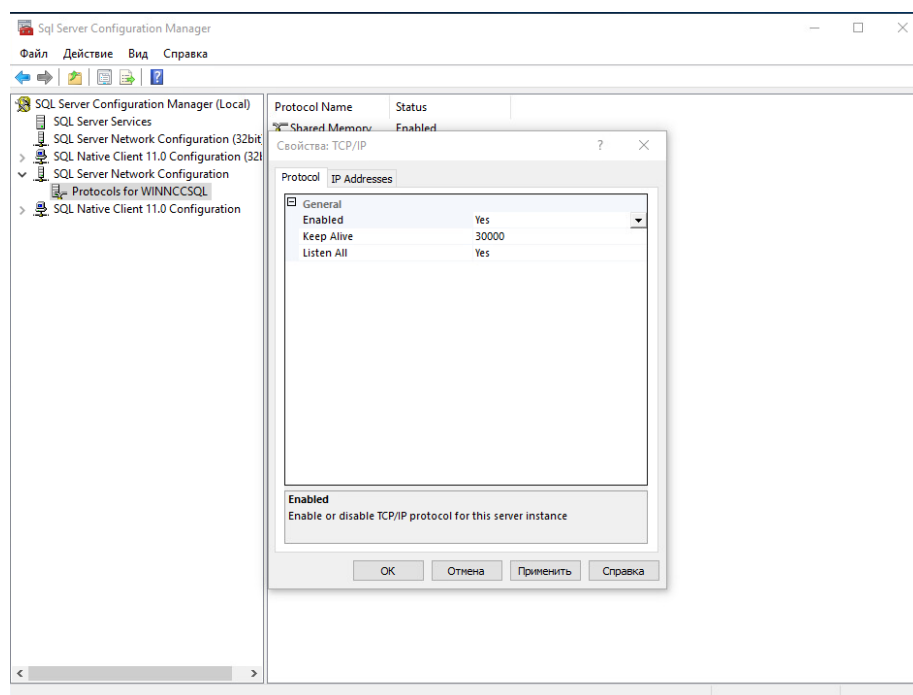 Sql Server Configuration Manager
Файл Действие Вид Справка
SQL Server Configuration Manager (Local)
SQL Server Services
SQL Server Network Configuration (32bit
SQL Native Client 11.0 Configuration (32b
SQL Server Network Configuration
Protocols for WINNCCSQL
SQL Native Client 11.0 Configuration
Protocol Name Status
Shared Memory Enabled
Свойства: TCP/IP
Protocol IP Addresses
General
Enabled Yes
Keep Alive 30000
Listen All Yes
Enabled
Enable or disable TCP/IP protocol for this server instance
OK Отмена Применить Справка